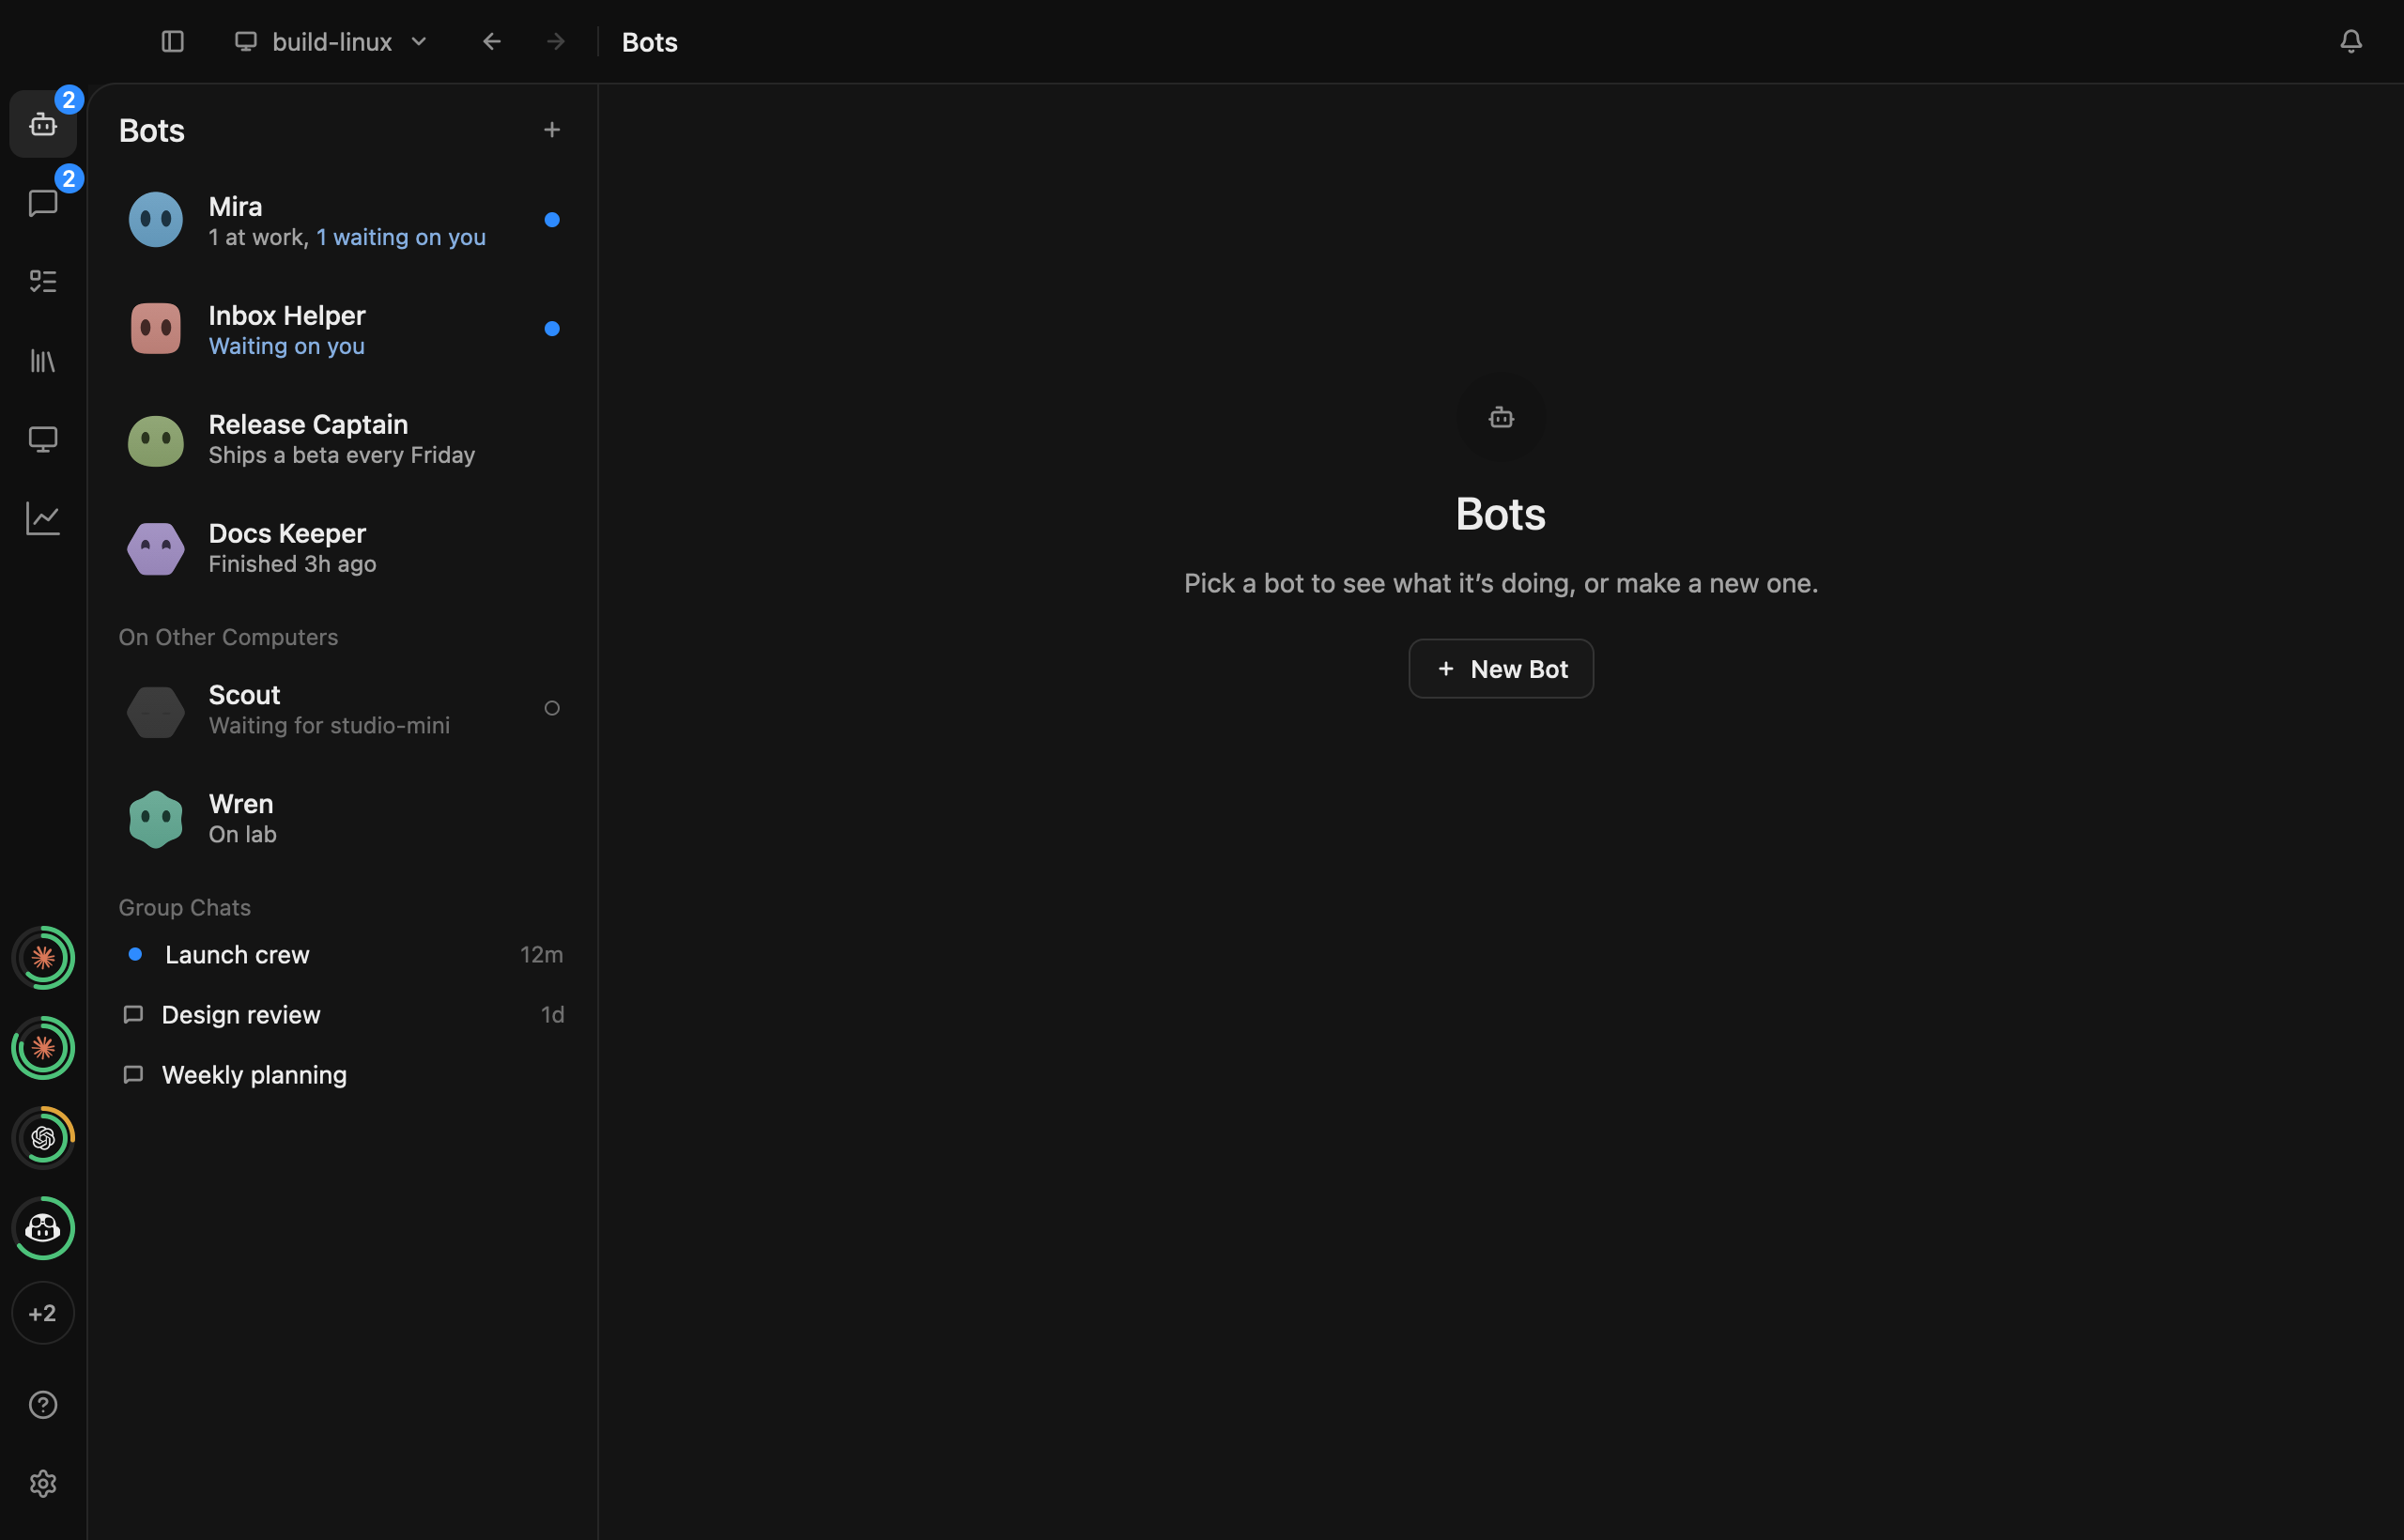 build-linux
Bots
2
2
Bots
Mira
1 at work, 1 waiting on you
Inbox Helper
Waiting on you
Release Captain
Ships a beta every Friday
Docs Keeper
Finished 3h ago
On Other Computers
Scout
Waiting for studio-mini
Wren
On lab
Group Chats
Launch crew 12m
Design review 1d
Weekly planning
+2
Bots
Pick a bot to see what it’s doing, or make a new one.
+ New Bot